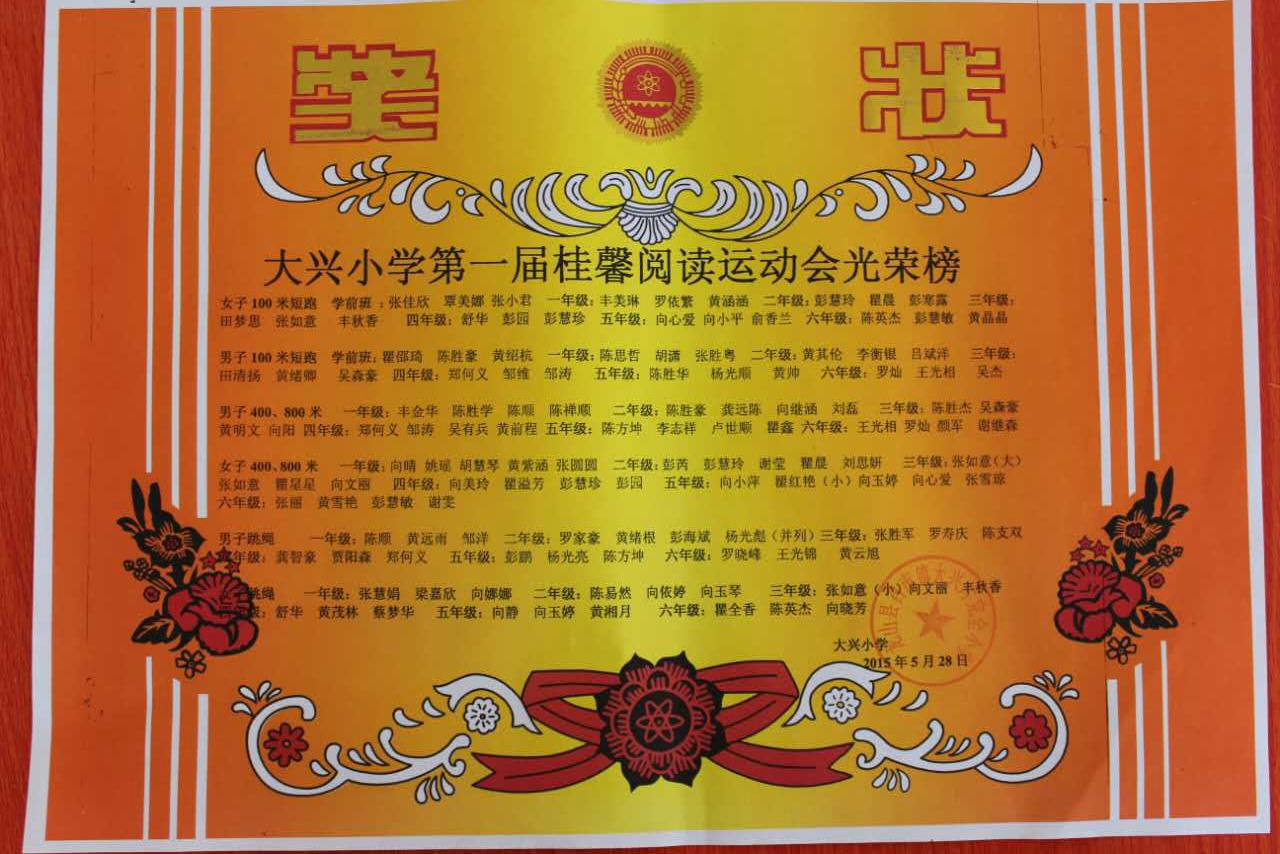 奖 状
大兴小学第一届桂馨阅读运动会光荣榜
女子100米短跑 学前班：张佳欣 覃美娜 张小君 一年级：丰美琳 罗依繁 黄涵涵 二年级：彭慧玲 瞿晨 彭寒露 三年级：
田梦思 张如意 丰秋香 四年级：舒华 彭园 彭慧珍 五年级：向心爱 向小平 俞香兰 六年级：陈英杰 彭慧敏 黄晶晶
男子100米短跑 学前班：瞿邵琦 陈胜豪 黄绍杭 一年级：陈思哲 胡潇 张胜粤 二年级：黄其伦 李衡银 吕斌洋 三年级：
田清扬 黄绪卿 吴森豪 四年级：郑何义 邹维 邹涛 五年级：陈胜华 杨光顺 黄帅 六年级：罗灿 王光相 吴杰
男子400、800米 一年级：丰金华 陈胜学 陈顺 陈禅顺 二年级：陈胜豪 龚远陈 向继涵 刘磊 三年级：陈胜杰 吴森豪
黄明文 向阳 四年级：郑何义 邹涛 吴有兵 黄前程 五年级：陈方坤 李志祥 卢世顺 瞿鑫 六年级：王光相 罗灿 颜军 谢继森
女子400、800米 一年级：向晴 姚瑶 胡慧琴 黄紫涵 张圆圆 二年级：彭芮 彭慧玲 谢莹 瞿晨 刘思妍 三年级：张如意（大）
张如意 瞿星星 向文丽 四年级：向美玲 瞿溢芳 彭慧珍 彭园 五年级：向小萍 瞿红艳（小）向玉婷 向心爱 张雪琼
六年级：张丽 黄雪艳 彭慧敏 谢雯
男子跳绳 一年级：陈顺 黄远雨 邹洋 二年级：罗家豪 黄绪根 彭海斌 杨光彪（并列）三年级：张胜军 罗寿庆 陈支双
年级：龚智豪 贾阳森 郑何义 五年级：彭鹏 杨光亮 陈方坤 六年级：罗晓峰 王光锦 黄云旭
跳绳 一年级：张慧娟 梁嘉欣 向娜娜 二年级：陈易然 向依婷 向玉琴 三年级：张如意（小）向文丽 丰秋香
级：舒华 黄茂林 蔡梦华 五年级：向静 向玉婷 黄湘月 六年级：瞿全香 陈英杰 向晓芳
大兴小学
2015年5月28日